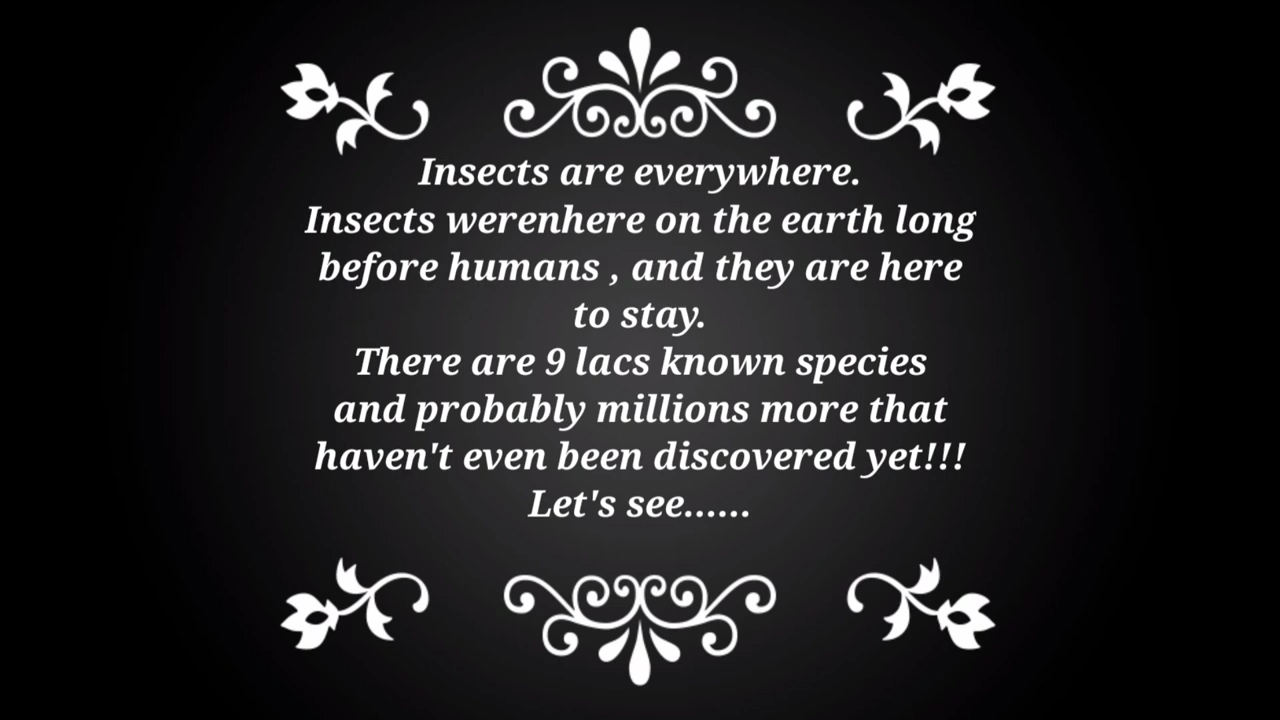 Insects are everywhere.
Insects werenhere on the earth long
before humans , and they are here
to stay.
There are 9 lacs known species
and probably millions more that
haven't even been discovered yet!!!
Let's see......